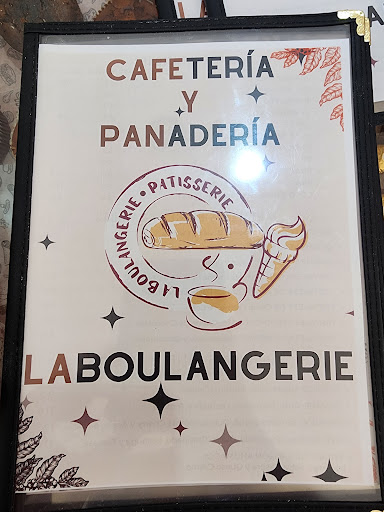 CAFETERÍA
Y
PANADERÍA
LABOULANGERIE • PATISSERIE
LABOULANGERIE